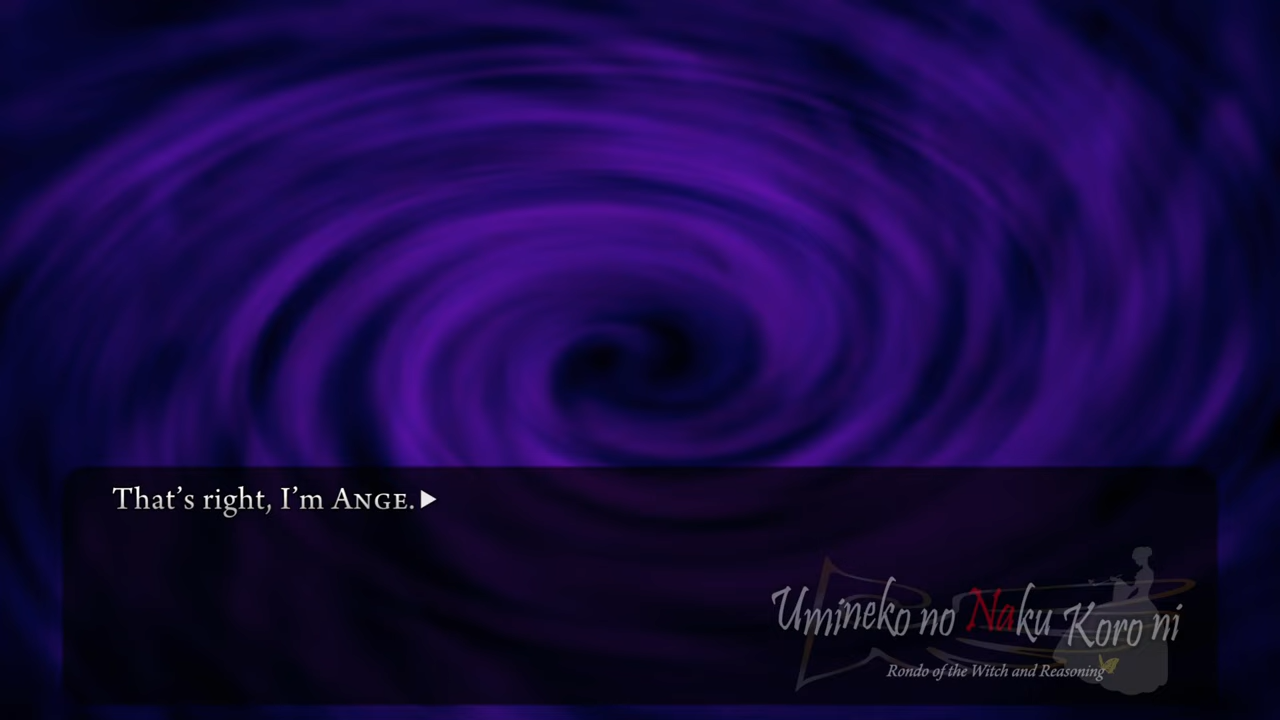 That's right, I'm ANGE.
Umineko no Naku Koro ni
Rondo of the Witch and Reasoning